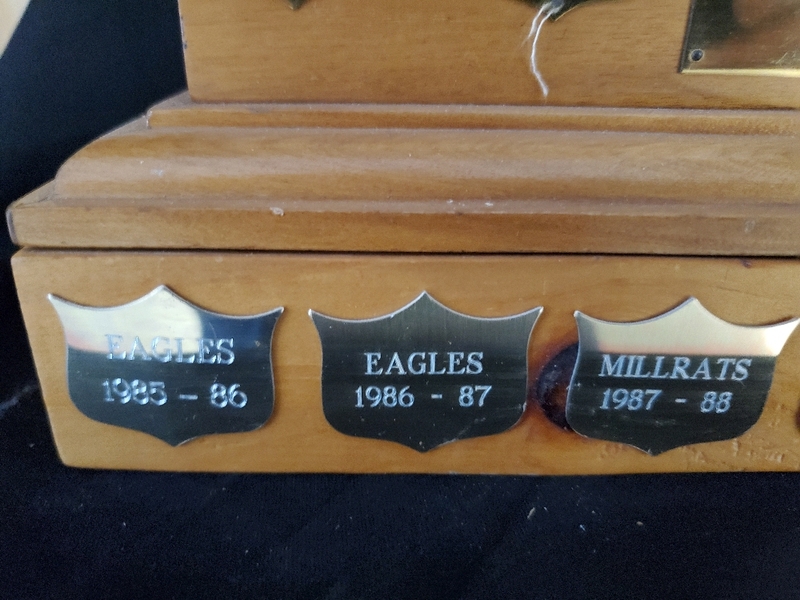 EAGLES
1985 - 86
EAGLES
1986 - 87
MILLRATS
1987 - 88